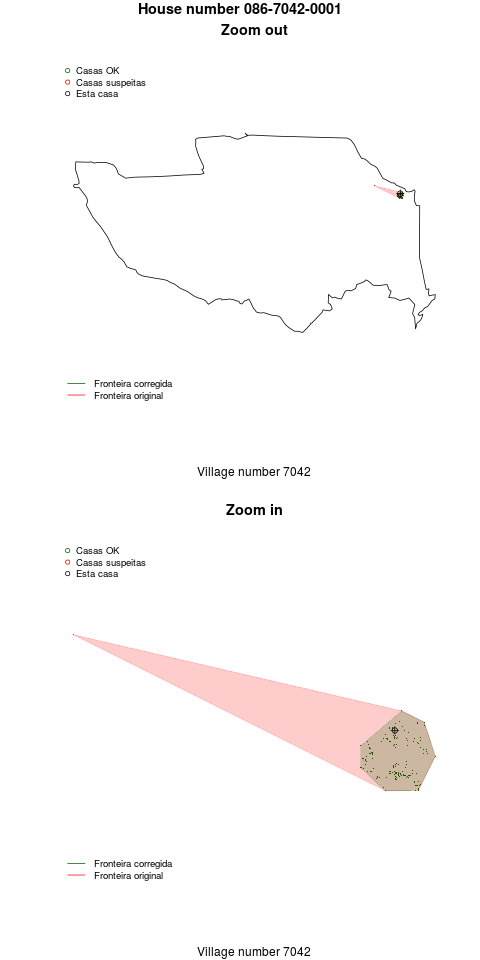 House number 086-7042-0001
Zoom out
Casas OK
Casas suspeitas
Esta casa
Fronteira corregida
Fronteira original
Village number 7042
Zoom in
Casas OK
Casas suspeitas
Esta casa
Fronteira corregida
Fronteira original
Village number 7042